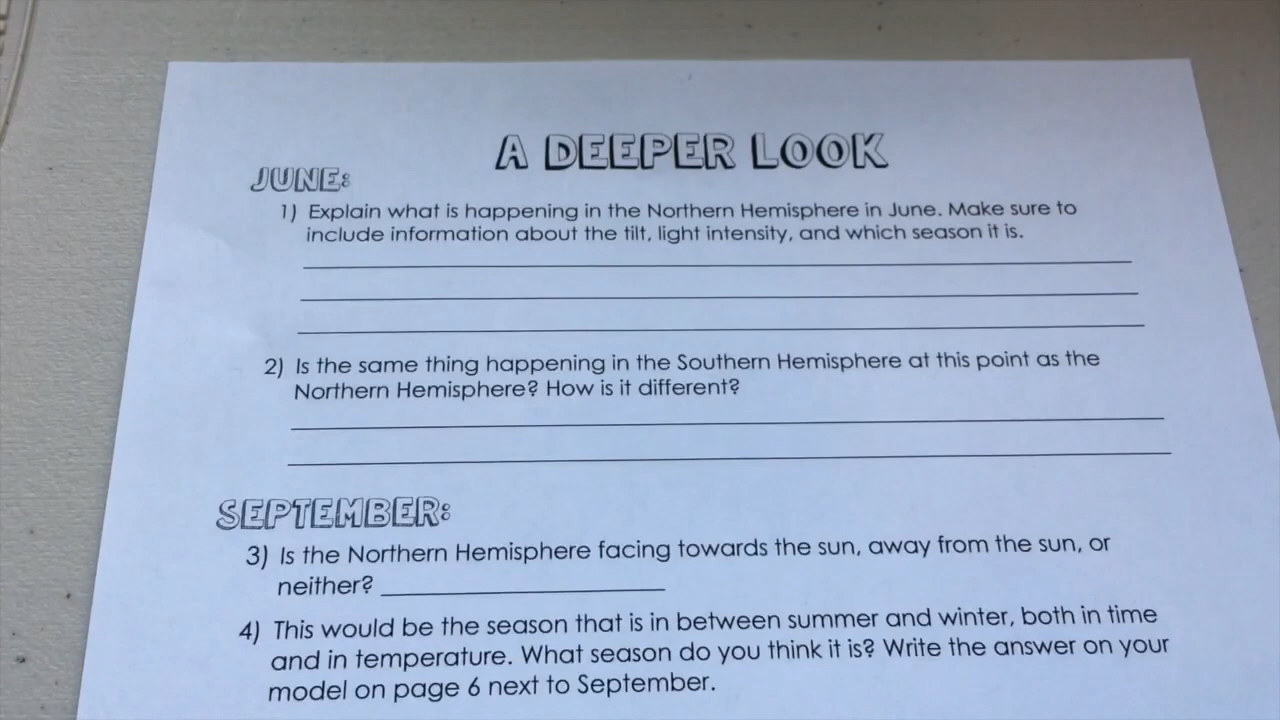 A DEEPER LOOK
JUNE:
1) Explain what is happening in the Northern Hemisphere in June. Make sure to
include information about the tilt, light intensity, and which season it is.
2) Is the same thing happening in the Southern Hemisphere at this point as the
Northern Hemisphere? How is it different?
SEPTEMBER:
3) Is the Northern Hemisphere facing towards the sun, away from the sun, or
neither?
4) This would be the season that is in between summer and winter, both in time
and in temperature. What season do you think it is? Write the answer on your
model on page 6 next to September.